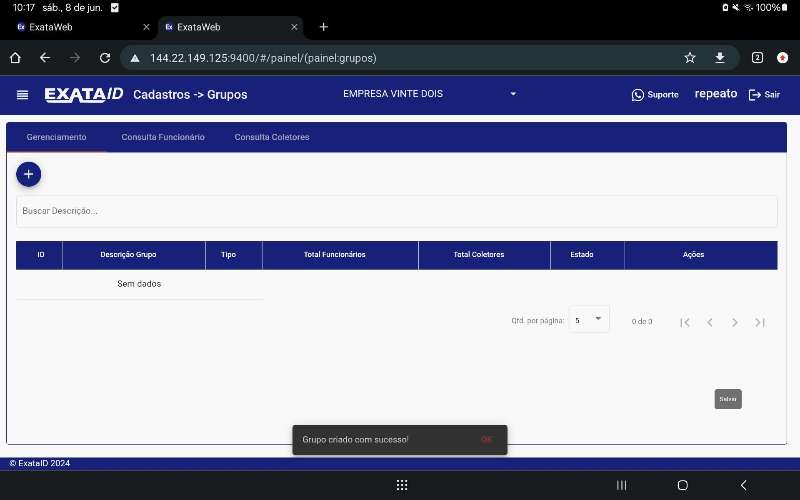 10:17 sáb., 8 de jun. 100%
ExataWeb ExataWeb
144.22.149.125:9400/#/painel/(painel:grupos) 2
EXATAID Cadastros -> Grupos EMPRESA VINTE DOIS Suporte repeato Sair
Gerenciamento Consulta Funcionário Consulta Coletores
Buscar Descrição...
ID Descrição Grupo Tipo Total Funcionários Total Coletores Estado Ações
Sem dados
Qtd. por página: 5 0 de 0
Salvar
Grupo criado com sucesso! OK
© ExataID 2024